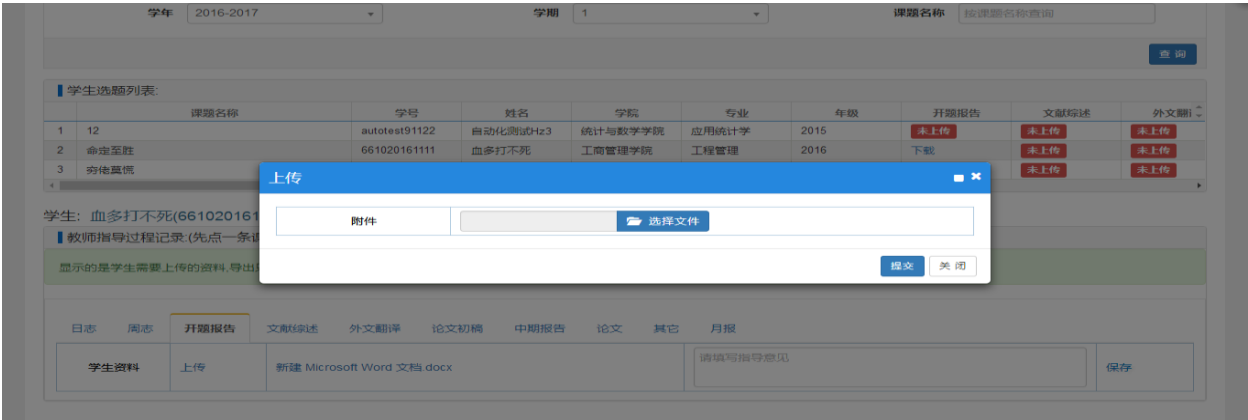 学年 2016-2017 学期 1 课题名称 按课题名称查询
查 询
学生选题列表:
课题名称 学号 姓名 学院 专业 年级 开题报告 文献综述 外文翻
1 12 autotest91122 自动化测试Hz3 统计与数学学院 应用统计学 2015 未上传 未上传 未上传
2 命定至胜 661020161111 血多打不死 工商管理学院 工程管理 2016 下载 未上传 未上传
3 穷佬莫慌 未上传 未上传
上传
附件 选择文件
提交 关 闭
学生: 血多打不死(661020161
教师指导过程记录:(先点一条
显示的是学生需要上传的资料,导出
日志 周志 开题报告 文献综述 外文翻译 论文初稿 中期报告 论文 其它 月报
学生资料 上传 新建 Microsoft Word 文档.docx 请填写指导意见 保存